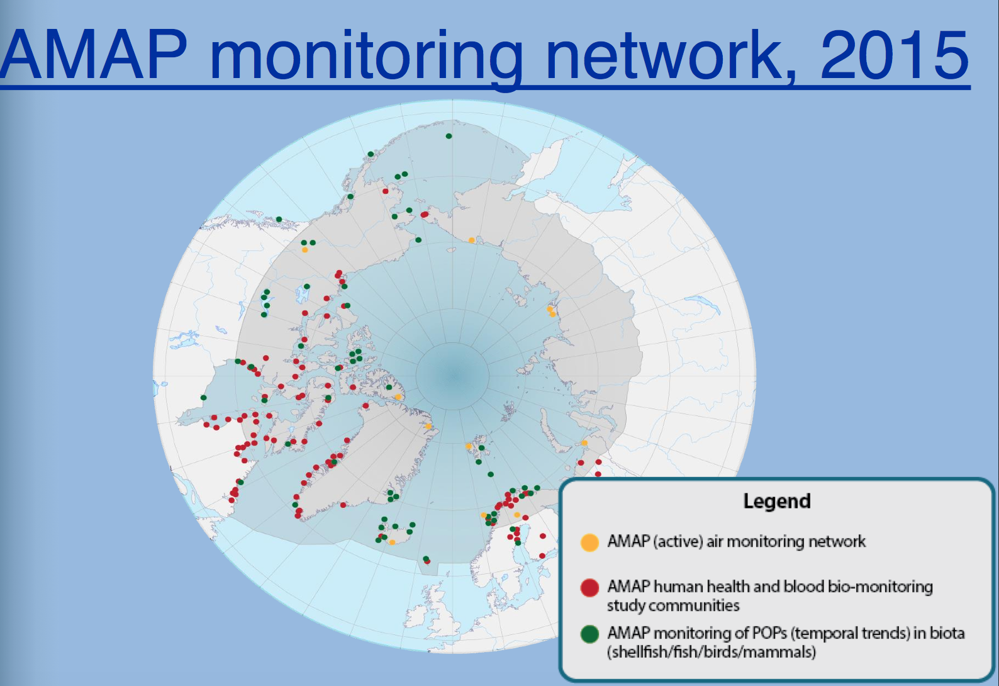 AMAP monitoring network, 2015
Legend
AMAP (active) air monitoring network
AMAP human health and blood bio-monitoring
study communities
AMAP monitoring of POPs (temporal trends) in biota
(shellfish/fish/birds/mammals)